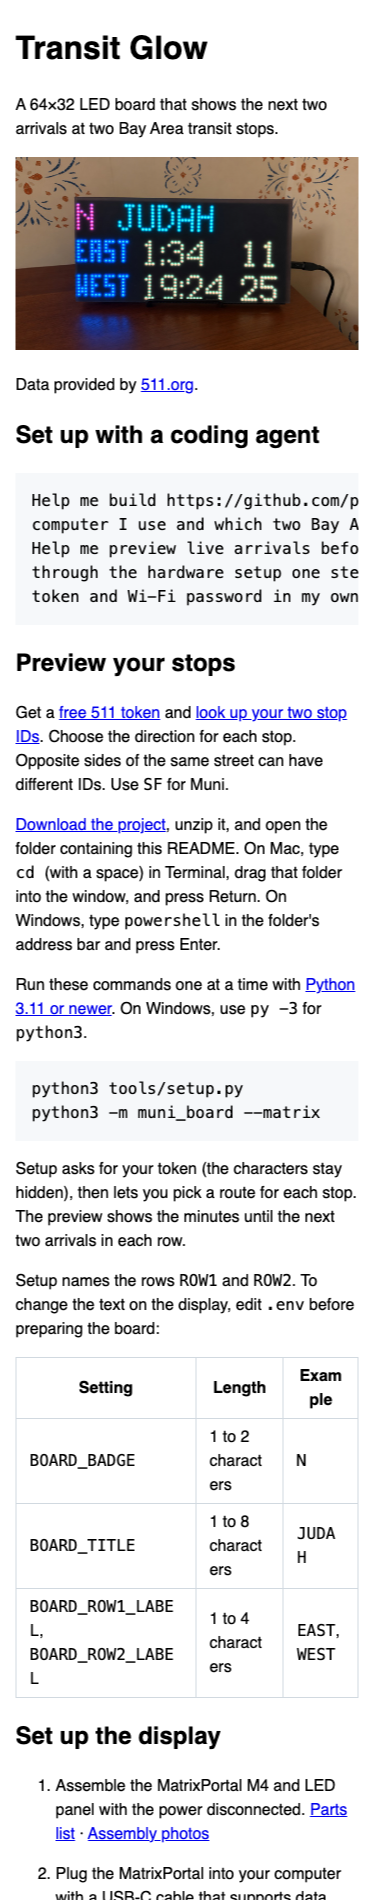 Transit Glow
A 64×32 LED board that shows the next two
arrivals at two Bay Area transit stops.
N JUDAH
EAST 1:34 11
WEST 19:24 25
Data provided by 511.org.
Set up with a coding agent
Help me build https://github.com/p
computer I use and which two Bay A
Help me preview live arrivals befo
through the hardware setup one ste
token and Wi-Fi password in my own
Preview your stops
Get a free 511 token and look up your two stop
IDs. Choose the direction for each stop.
Opposite sides of the same street can have
different IDs. Use SF for Muni.
Download the project, unzip it, and open the
folder containing this README. On Mac, type
cd (with a space) in Terminal, drag that folder
into the window, and press Return. On
Windows, type powershell in the folder's
address bar and press Enter.
Run these commands one at a time with Python
3.11 or newer. On Windows, use py -3 for
python3.
python3 tools/setup.py
python3 -m muni_board --matrix
Setup asks for your token (the characters stay
hidden), then lets you pick a route for each stop.
The preview shows the minutes until the next
two arrivals in each row.
Setup names the rows ROW1 and ROW2. To
change the text on the display, edit .env before
preparing the board:
Setting Length Exam
ple
BOARD_BADGE
1 to 2
charact
ers
N
BOARD_TITLE
1 to 8
charact
ers
JUDA
H
BOARD_ROW1_LABE
L,
BOARD_ROW2_LABE
L
1 to 4
charact
ers
EAST,
WEST
Set up the display
1. Assemble the MatrixPortal M4 and LED
panel with the power disconnected. Parts
list · Assembly photos
2. Plug the MatrixPortal into your computer
with a USB-C cable that supports data